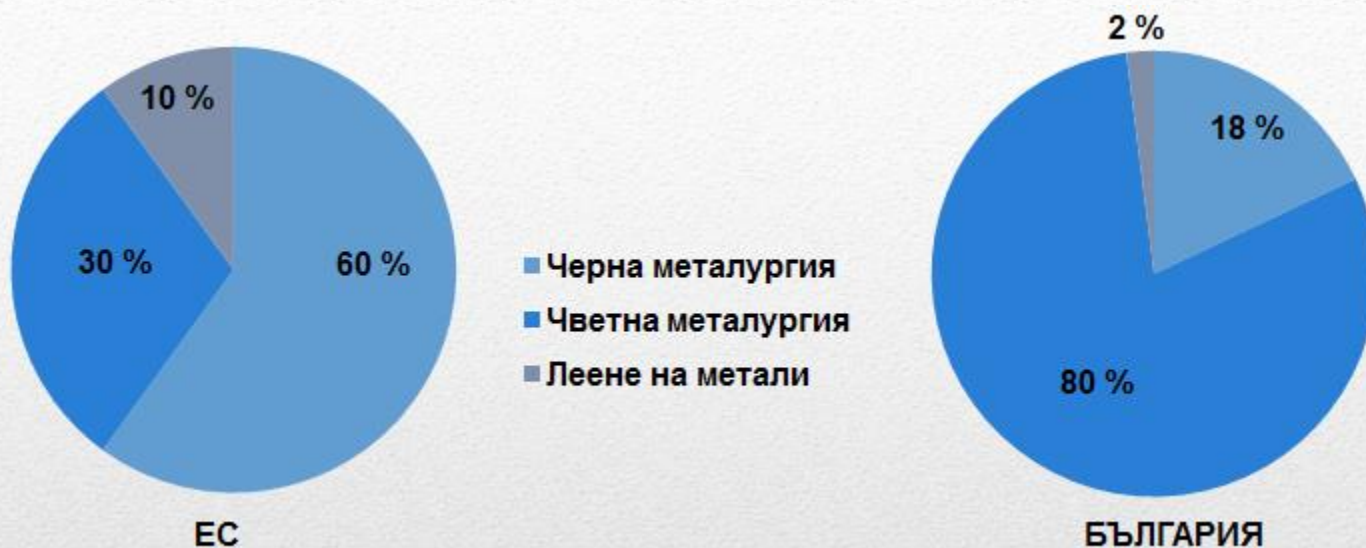 10 %
30 %
60 %
ЕС
Черна металургия
Чветна металургия
Леене на метали
2 %
18 %
80 %
БЪЛГАРИЯ